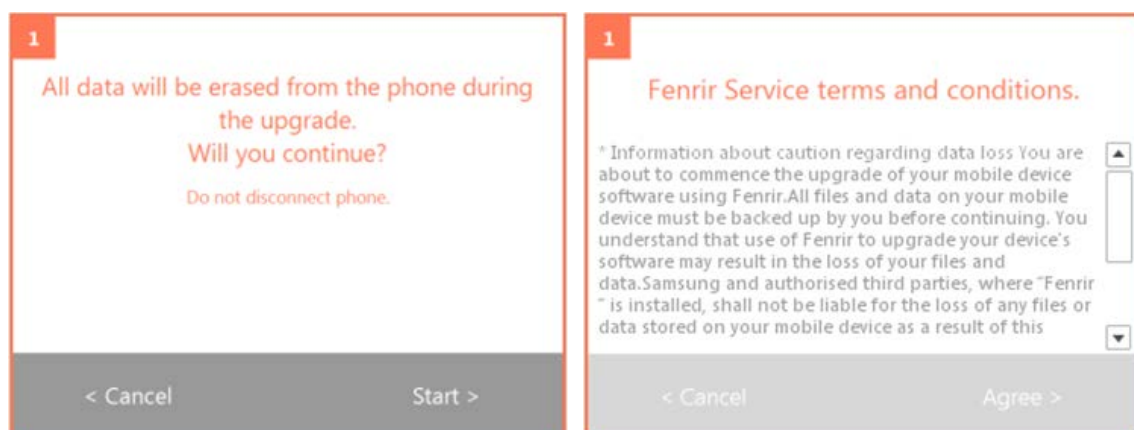 1
All data will be erased from the phone during
the upgrade.
Will you continue?
Do not disconnect phone.
< Cancel
Start >
1
Fenrir Service terms and conditions.
* Information about caution regarding data loss You are
about to commence the upgrade of your mobile device
software using Fenrir.All files and data on your mobile
device must be backed up by you before continuing. You
understand that use of Fenrir to upgrade your device's
software may result in the loss of your files and
data.Samsung and authorised third parties, where "Fenrir
" is installed, shall not be liable for the loss of any files or
data stored on your mobile device as a result of this
< Cancel
Agree >